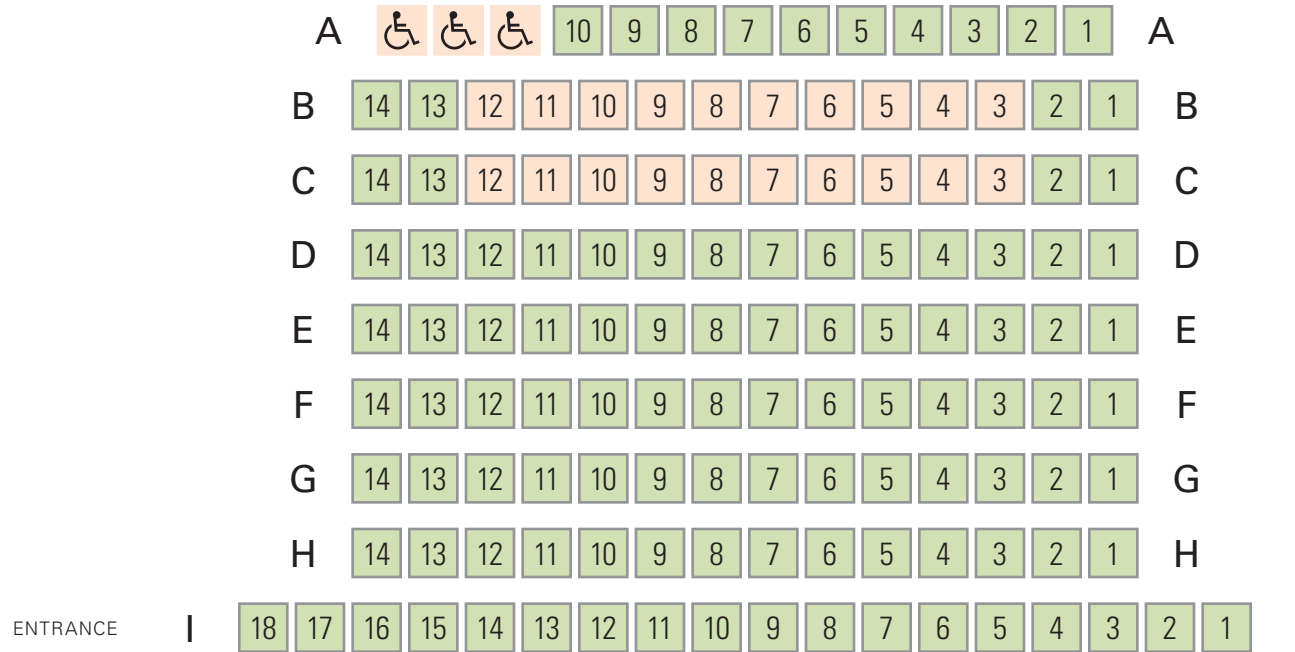 A 10 9 8 7 6 5 4 3 2 1 A
B 14 13 12 11 10 9 8 7 6 5 4 3 2 1 B
C 14 13 12 11 10 9 8 7 6 5 4 3 2 1 C
D 14 13 12 11 10 9 8 7 6 5 4 3 2 1 D
E 14 13 12 11 10 9 8 7 6 5 4 3 2 1 E
F 14 13 12 11 10 9 8 7 6 5 4 3 2 1 F
G 14 13 12 11 10 9 8 7 6 5 4 3 2 1 G
H 14 13 12 11 10 9 8 7 6 5 4 3 2 1 H
ENTRANCE I 18 17 16 15 14 13 12 11 10 9 8 7 6 5 4 3 2 1